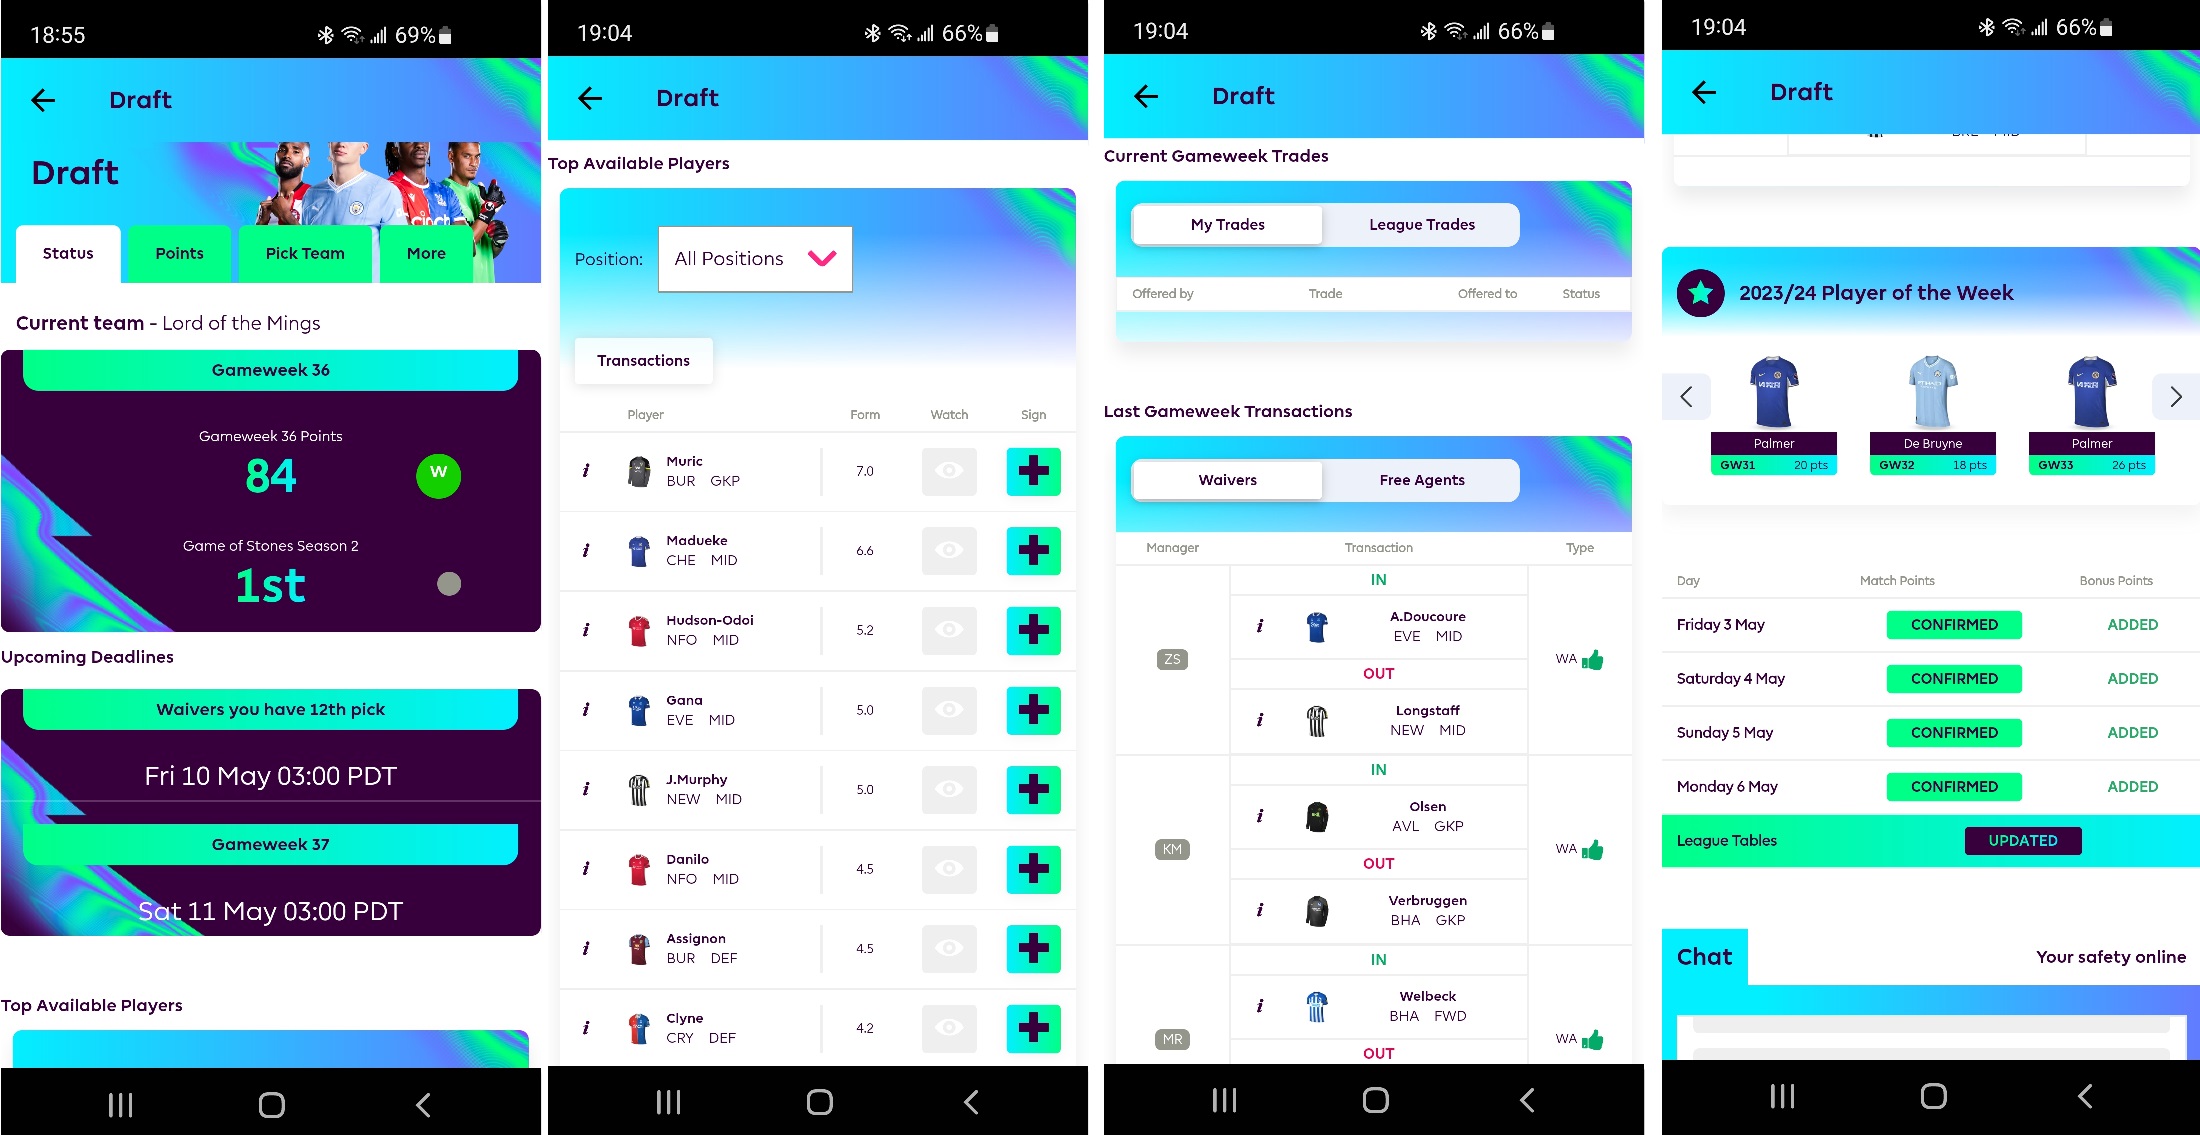 18:55
69%
Draft
Draft
cinch
Status
Points
Pick Team
More
Current team - Lord of the Mings
Gameweek 36
Gameweek 36 Points
84
W
Game of Stones Season 2
1st
Upcoming Deadlines
Waivers you have 12th pick
Fri 10 May 03:00 PDT
Gameweek 37
Sat 11 May 03:00 PDT
Top Available Players
19:04
66%
Draft
Top Available Players
Position:
All Positions
Transactions
Player Form Watch Sign
i Muric 7.0
BUR GKP
i Madueke 6.6
CHE MID
i Hudson-Odoi 5.2
NFO MID
i Gana 5.0
EVE MID
i J.Murphy 5.0
NEW MID
i Danilo 4.5
NFO MID
i Assignon 4.5
BUR DEF
i Clyne 4.2
CRY DEF
19:04
66%
Draft
Current Gameweek Trades
My Trades
League Trades
Offered by Trade Offered to Status
Last Gameweek Transactions
Waivers
Free Agents
Manager Transaction Type
IN
ZS
i A.Doucoure
EVE MID
WA
OUT
i Longstaff
NEW MID
IN
KM
i Olsen
AVL GKP
WA
OUT
i Verbruggen
BHA GKP
IN
MR
i Welbeck
BHA FWD
WA
OUT
19:04
66%
Draft
BRE MID
2023/24 Player of the Week
Palmer
GW31 20 pts
De Bruyne
GW32 18 pts
Palmer
GW33 26 pts
Day Match Points Bonus Points
Friday 3 May CONFIRMED ADDED
Saturday 4 May CONFIRMED ADDED
Sunday 5 May CONFIRMED ADDED
Monday 6 May CONFIRMED ADDED
League Tables UPDATED
Chat
Your safety online